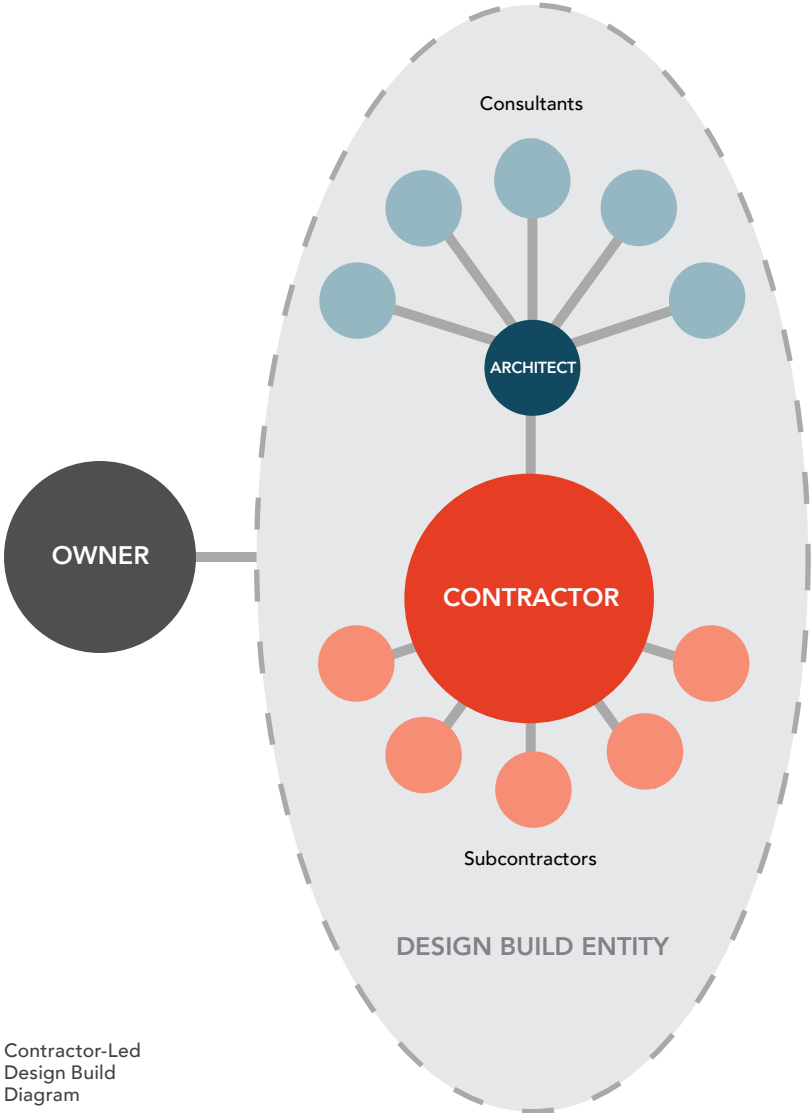 Consultants
ARCHITECT
OWNER
CONTRACTOR
Subcontractors
DESIGN BUILD ENTITY
Contractor-Led
Design Build
Diagram